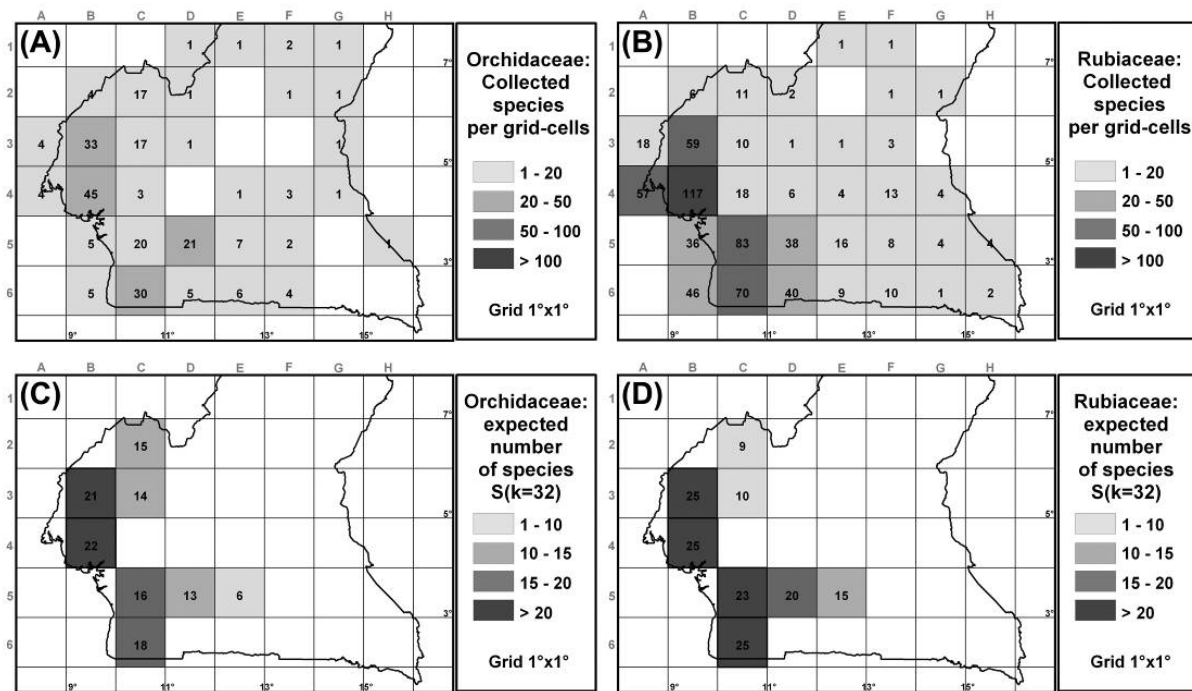 A B C D E F G H
(A)
1 1 1 2 1
7°
2 4 17 1 1 1
3 4 33 17 1 1
5°
4 4 45 3 1 3 1
5 5 20 21 7 2 1
3°
6 5 30 5 6 4
9° 11° 13° 15°
Orchidaceae:
Collected
species
per grid-cells
1 - 20
20 - 50
50 - 100
> 100
Grid 1°x1°
A B C D E F G H
(B)
1 1 1
7°
2 6 11 2 1 1
3 18 59 10 1 1 3
5°
4 57 117 18 6 4 13 4
5 36 83 38 16 8 4 4
3°
6 46 70 40 9 10 1 2
9° 11° 13° 15°
Rubiaceae:
Collected
species
per grid-cells
1 - 20
20 - 50
50 - 100
> 100
Grid 1°x1°
A B C D E F G H
(C)
1
7°
2 15
3 21 14
5°
4 22
5 16 13 6
3°
6 18
9° 11° 13° 15°
Orchidaceae:
expected
number
of species
S(k=32)
1 - 10
10 - 15
15 - 20
> 20
Grid 1°x1°
A B C D E F G H
(D)
1
7°
2 9
3 25 10
5°
4 25
5 23 20 15
3°
6 25
9° 11° 13° 15°
Rubiaceae:
expected
number
of species
S(k=32)
1 - 10
10 - 15
15 - 20
> 20
Grid 1°x1°